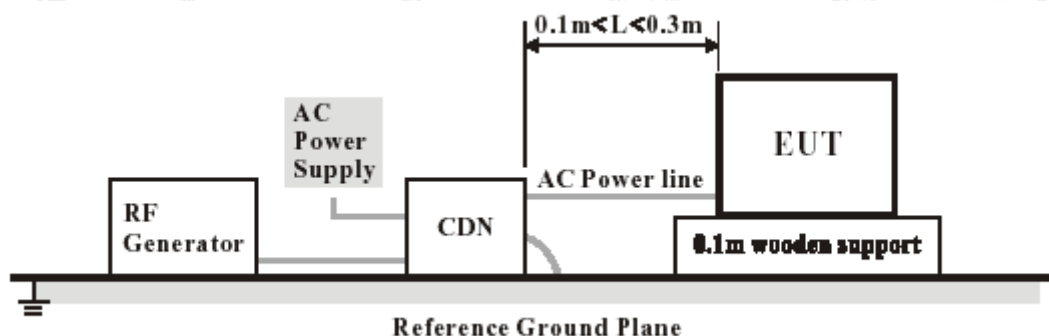 0.1m<L<0.3m
AC
Power
Supply
EUT
AC Power line
RF
Generator
CDN
0.1m wooden support
Reference Ground Plane